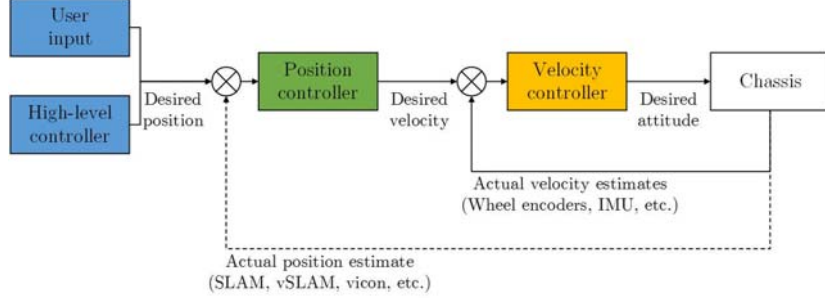 User
input
High-level
controller
Desired
position
Position
controller
Desired
velocity
Velocity
controller
Desired
attitude
Chassis
Actual velocity estimates
(Wheel encoders, IMU, etc.)
Actual position estimate
(SLAM, vSLAM, vicon, etc.)